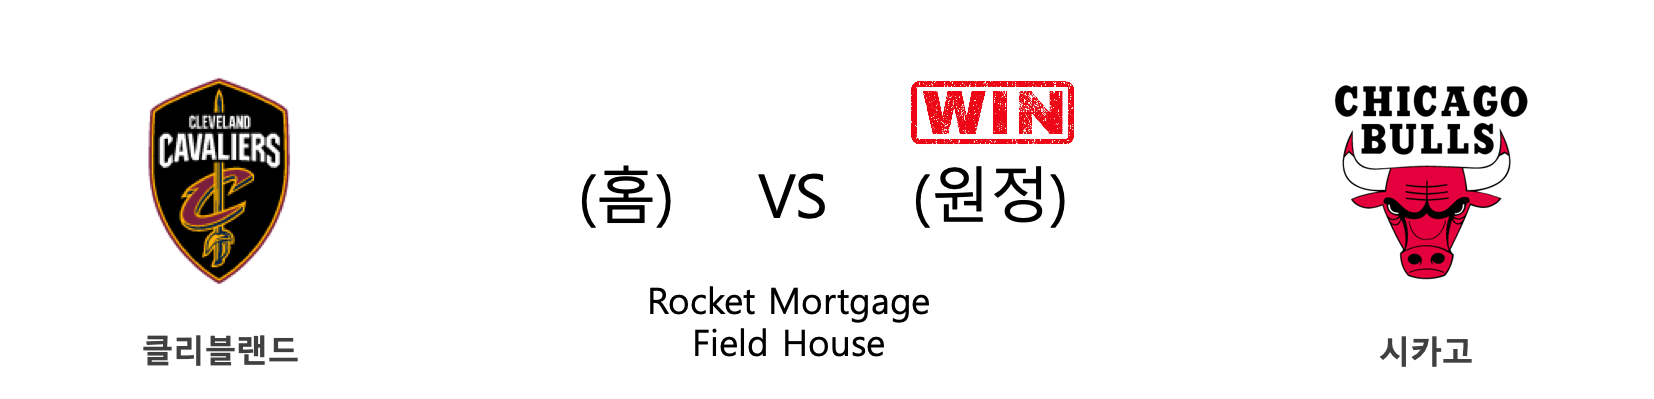 CLEVELAND
CAVALIERS
C
클리블랜드
WIN
(홈) VS (원정)
Rocket Mortgage
Field House
CHICAGO
BULLS
시카고